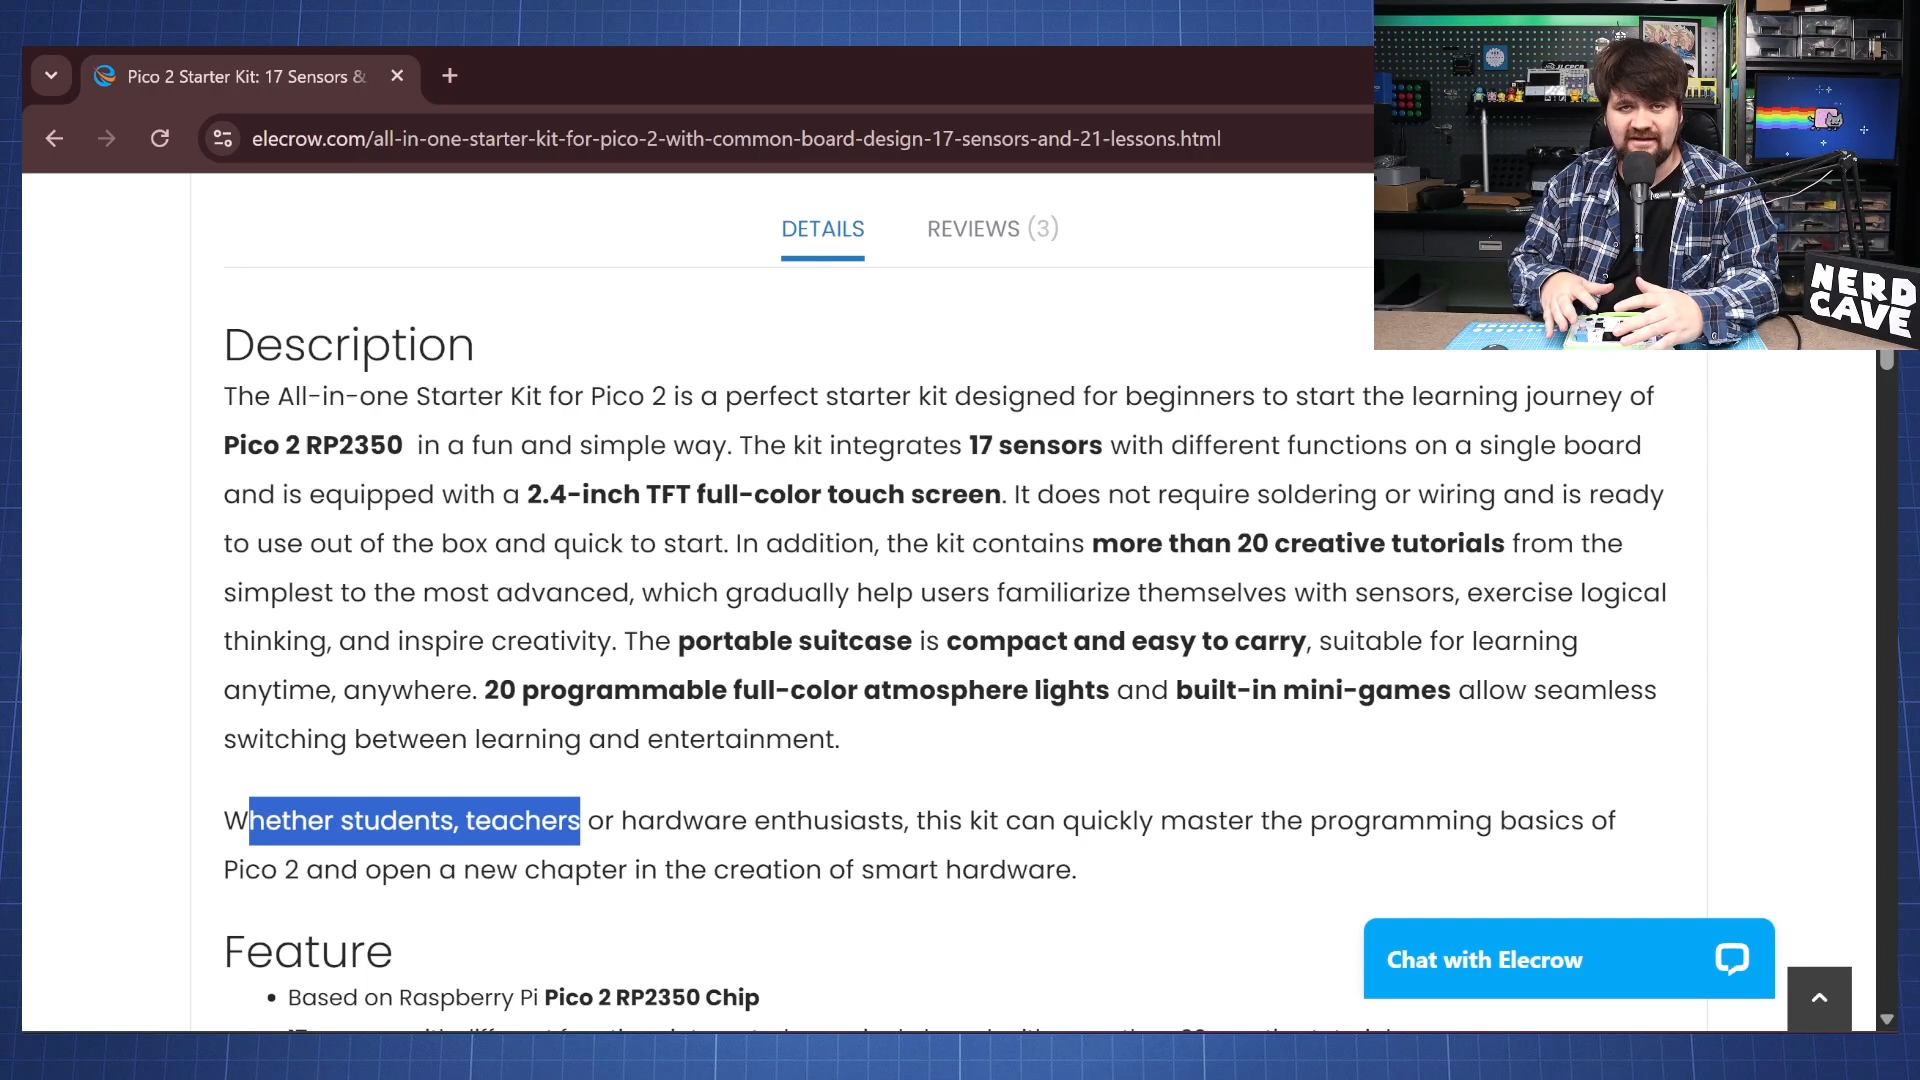 Pico 2 Starter Kit: 17 Sensors &
elecrow.com/all-in-one-starter-kit-for-pico-2-with-common-board-design-17-sensors-and-21-lessons.html
NERD
CAVE
DETAILS
REVIEWS (3)
Description
The All-in-one Starter Kit for Pico 2 is a perfect starter kit designed for beginners to start the learning journey of
Pico 2 RP2350 in a fun and simple way. The kit integrates 17 sensors with different functions on a single board
and is equipped with a 2.4-inch TFT full-color touch screen. It does not require soldering or wiring and is ready
to use out of the box and quick to start. In addition, the kit contains more than 20 creative tutorials from the
simplest to the most advanced, which gradually help users familiarize themselves with sensors, exercise logical
thinking, and inspire creativity. The portable suitcase is compact and easy to carry, suitable for learning
anytime, anywhere. 20 programmable full-color atmosphere lights and built-in mini-games allow seamless
switching between learning and entertainment.
Whether students, teachers or hardware enthusiasts, this kit can quickly master the programming basics of
Pico 2 and open a new chapter in the creation of smart hardware.
Feature
Based on Raspberry Pi Pico 2 RP2350 Chip
Chat with Elecrow